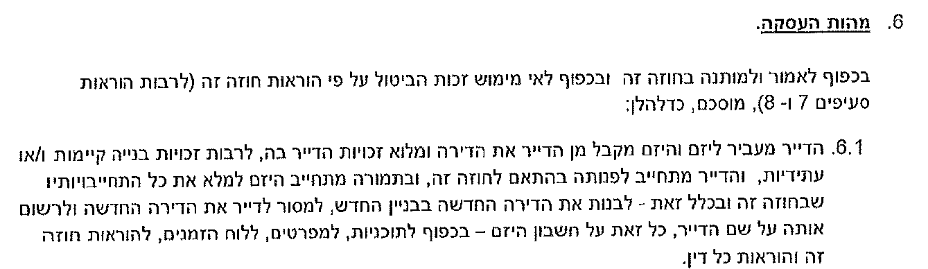 6. מהות העסקה.
בכפוף לאמור ולמותנה בחוזה זה ובכפוף לאי מימוש זכות הביטול על פי הוראות חוזה זה (לרבות הוראות
סעיפים 7 ו- 8), מוסכם, כדלהלן:
6.1. הדייר מעביר ליזם והיזם מקבל מן הדייר את הדירה ומלוא זכויות הדייר בה, לרבות זכויות בנייה קיימות ו/או
עתידיות, והדייר מתחייב לפנותה בהתאם לחוזה זה, ובתמורה מתחייב היזם למלא את כל התחייבויותיו
שבחוזה זה ובכלל זאת - לבנות את הדירה החדשה בבניין החדש, למסור לדייר את הדירה החדשה ולרשום
אותה על שם הדייר, כל זאת על חשבון היזם – בכפוף לתוכניות, למפרטים, ללוח הזמנים, להוראות חוזה
זה והוראות כל דין.